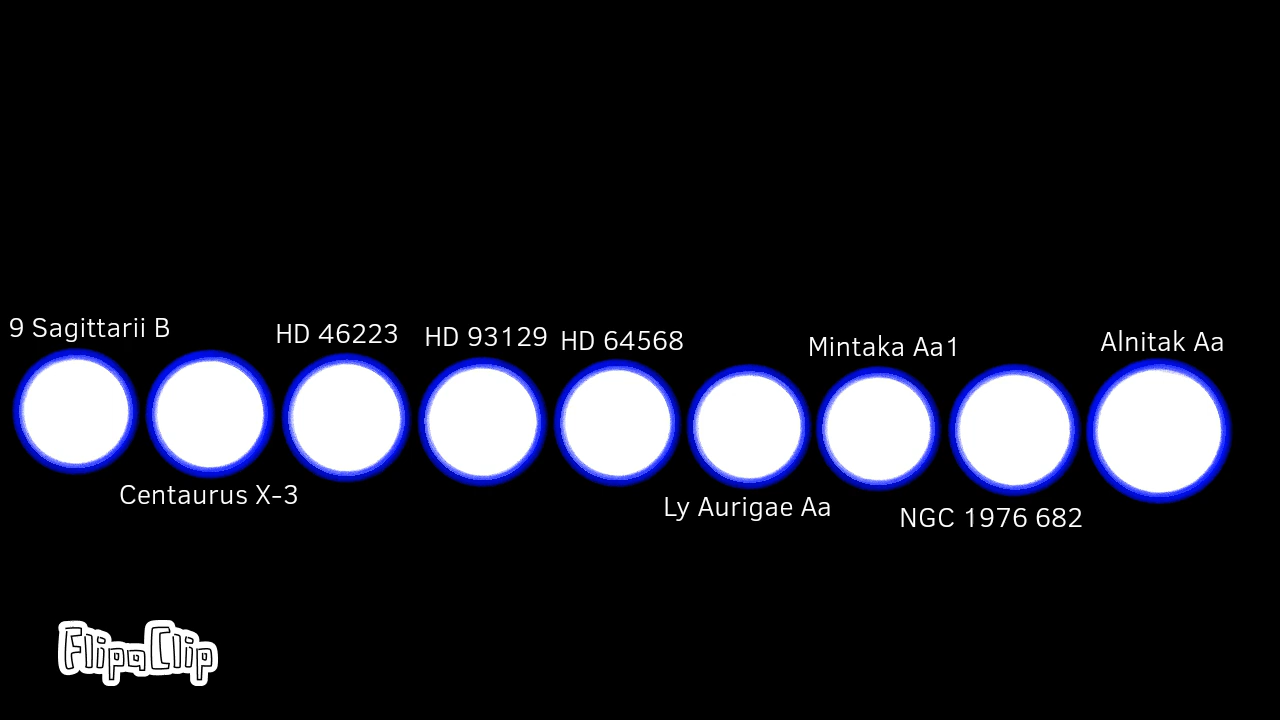 9 Sagittarii B
HD 46223
HD 93129
HD 64568
Mintaka Aa1
Alnitak Aa
Centaurus X-3
Ly Aurigae Aa
NGC 1976 682
FlipaClip